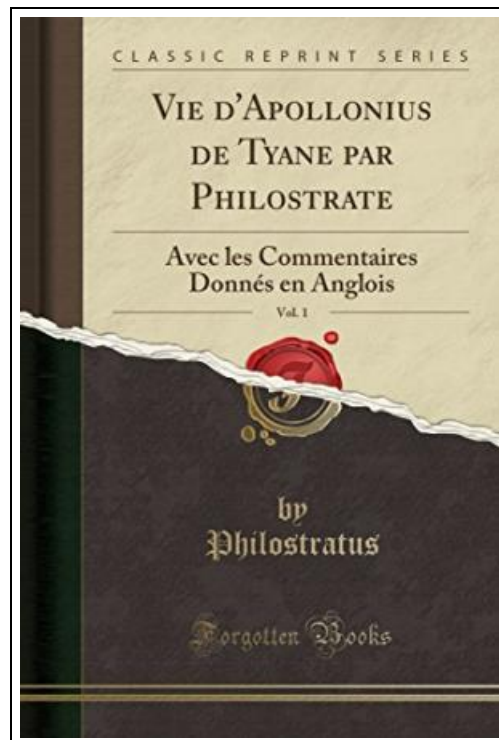 CLASSIC REPRINT SERIES
VIE D'APOLLONIUS
DE TYANE PAR
PHILOSTRATE
Avec les Commentaires
Donnés en Anglois
Vol. 1
by
Philostratus
Forgotten Books